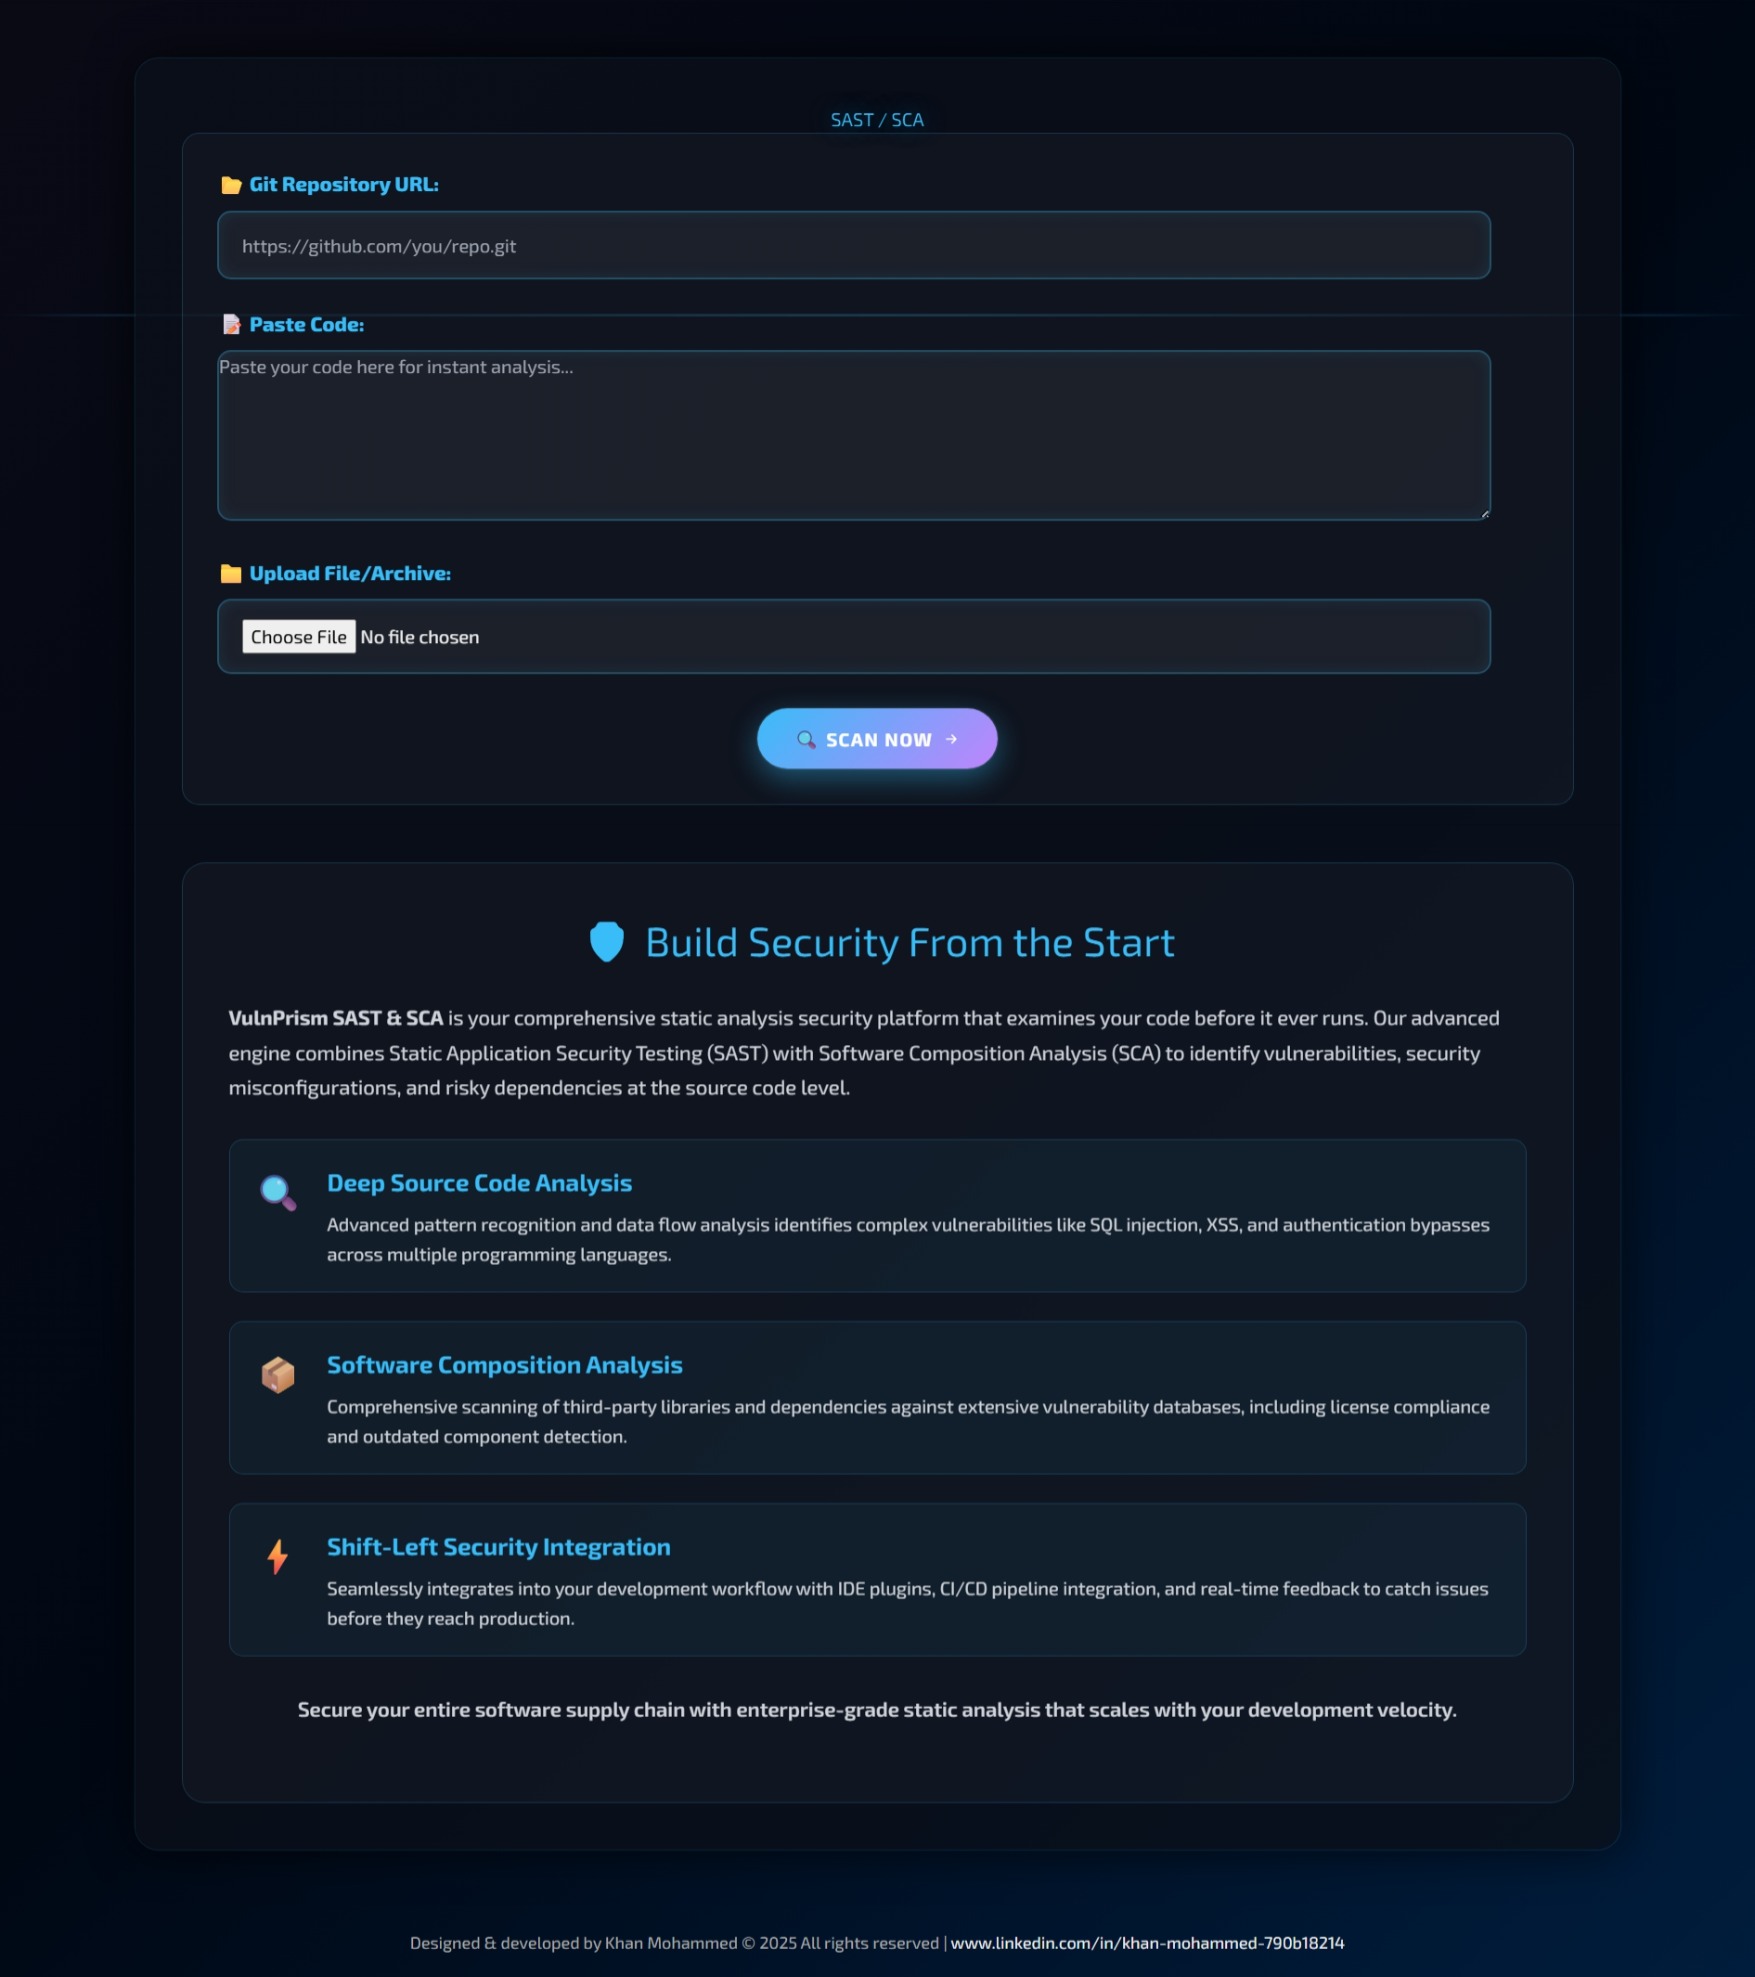 SAST / SCA
Git Repository URL:
https://github.com/you/repo.git
Paste Code:
Paste your code here for instant analysis...
Upload File/Archive:
Choose File No file chosen
SCAN NOW →
Build Security From the Start
VulnPrism SAST & SCA is your comprehensive static analysis security platform that examines your code before it ever runs. Our advanced
engine combines Static Application Security Testing (SAST) with Software Composition Analysis (SCA) to identify vulnerabilities, security
misconfigurations, and risky dependencies at the source code level.
Deep Source Code Analysis
Advanced pattern recognition and data flow analysis identifies complex vulnerabilities like SQL injection, XSS, and authentication bypasses
across multiple programming languages.
Software Composition Analysis
Comprehensive scanning of third-party libraries and dependencies against extensive vulnerability databases, including license compliance
and outdated component detection.
Shift-Left Security Integration
Seamlessly integrates into your development workflow with IDE plugins, CI/CD pipeline integration, and real-time feedback to catch issues
before they reach production.
Secure your entire software supply chain with enterprise-grade static analysis that scales with your development velocity.
Designed & developed by Khan Mohammed © 2025 All rights reserved | www.linkedin.com/in/khan-mohammed-790b18214